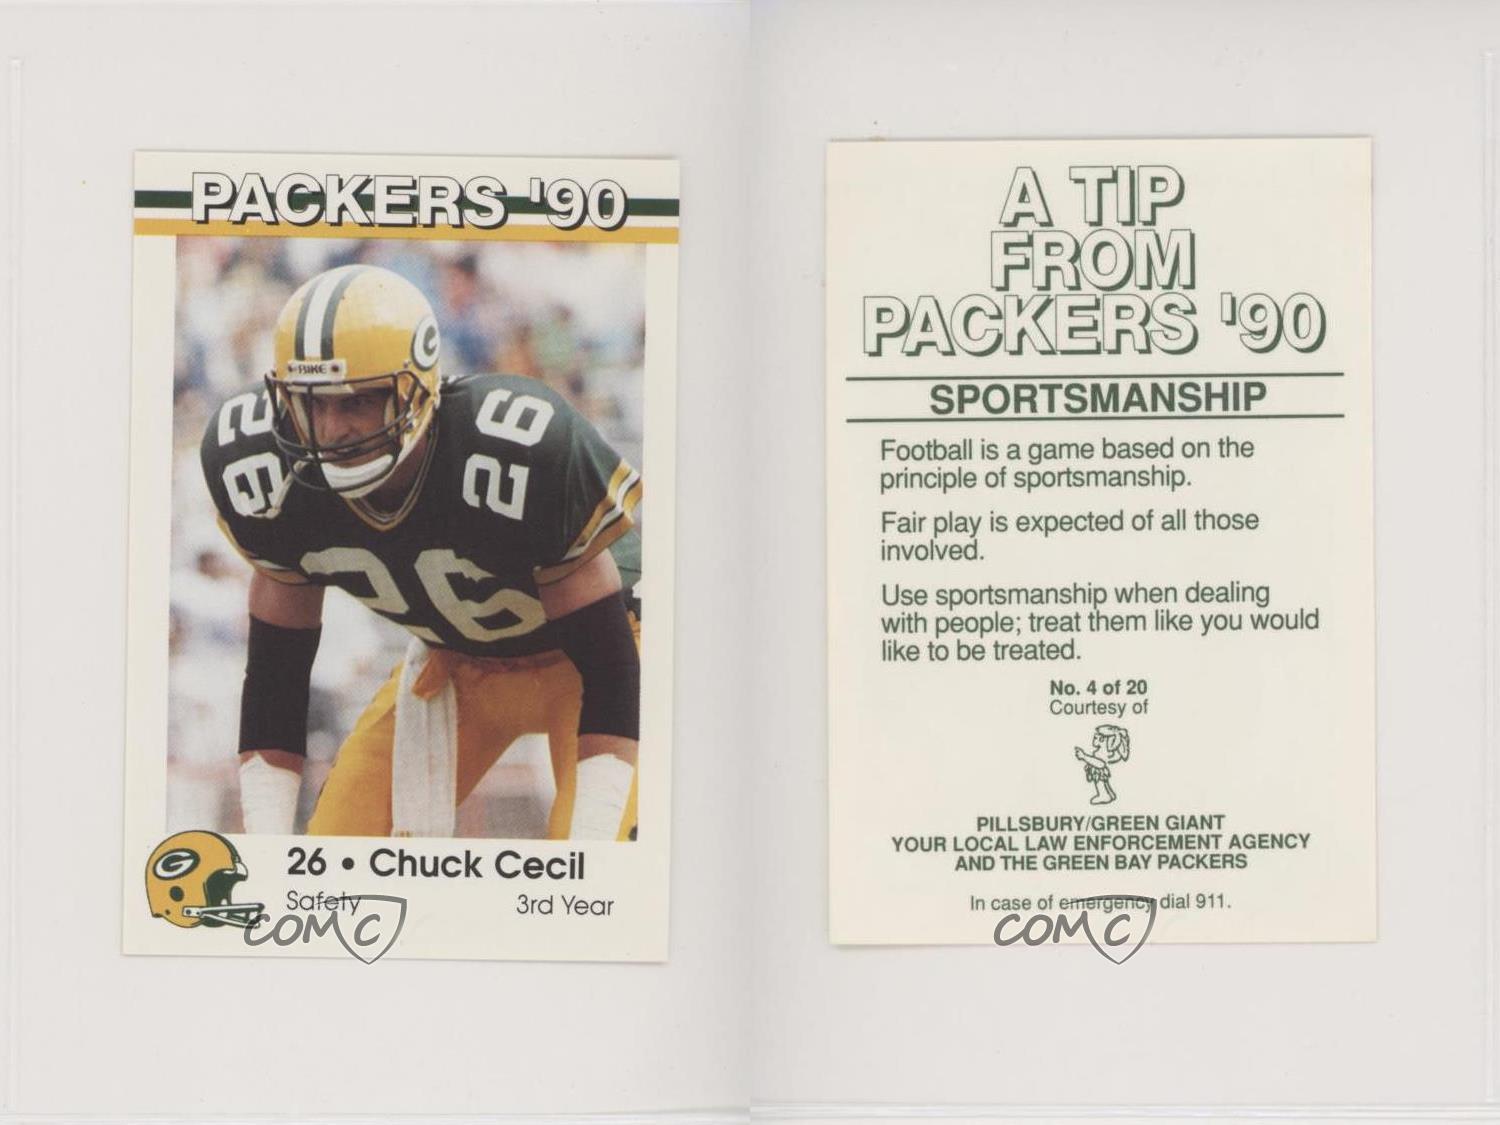 PACKERS '90
G
BIKE
26
26
26
G
26 • Chuck Cecil
Safety
3rd Year
COMC
A TIP
FROM
PACKERS '90
SPORTSMANSHIP
Football is a game based on the
principle of sportsmanship.
Fair play is expected of all those
involved.
Use sportsmanship when dealing
with people; treat them like you would
like to be treated.
No. 4 of 20
Courtesy of
PILLSBURY/GREEN GIANT
YOUR LOCAL LAW ENFORCEMENT AGENCY
AND THE GREEN BAY PACKERS
In case of emergency dial 911.
COMC